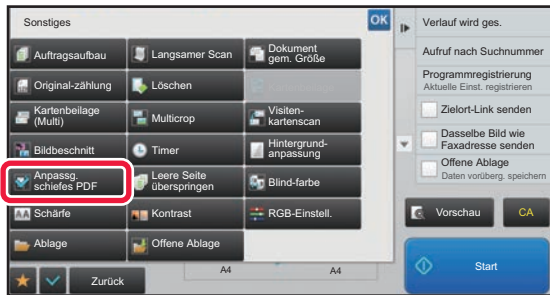 Sonstiges
OK
Auftragsaufbau
Langsamer Scan
Dokument
gem. Größe
Original-zählung
Löschen
Kartenbeilage
(Multi)
Multicrop
Visiten-
kartenscan
Bildbeschnitt
Timer
Hintergrund-
anpassung
Anpassg.
schiefes PDF
Leere Seite
überspringen
Blind-farbe
AA Schärfe
Kontrast
RGB-Einstell.
Ablage
Offene Ablage
Zurück
A4
A4
Verlauf wird ges.
Aufruf nach Suchnummer
Programmregistrierung
Aktuelle Einst. registrieren
Zielort-Link senden
Dasselbe Bild wie
Faxadresse senden
Offene Ablage
Daten vorüberg. speichern
Vorschau
CA
Start